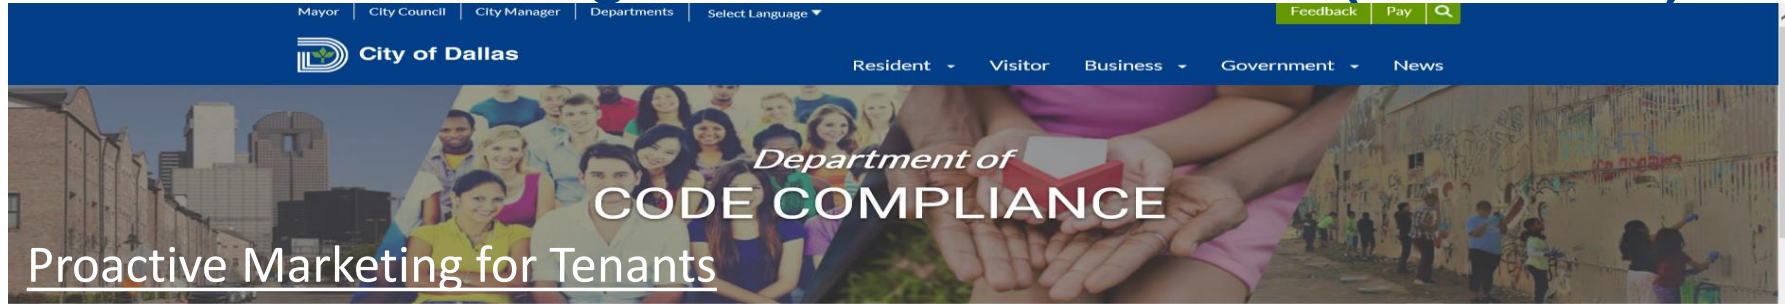 Mayor City Council City Manager Departments Select Language ▼ Feedback Pay
City of Dallas
Resident Visitor Business Government News
Department of
CODE COMPLIANCE
Proactive Marketing for Tenants